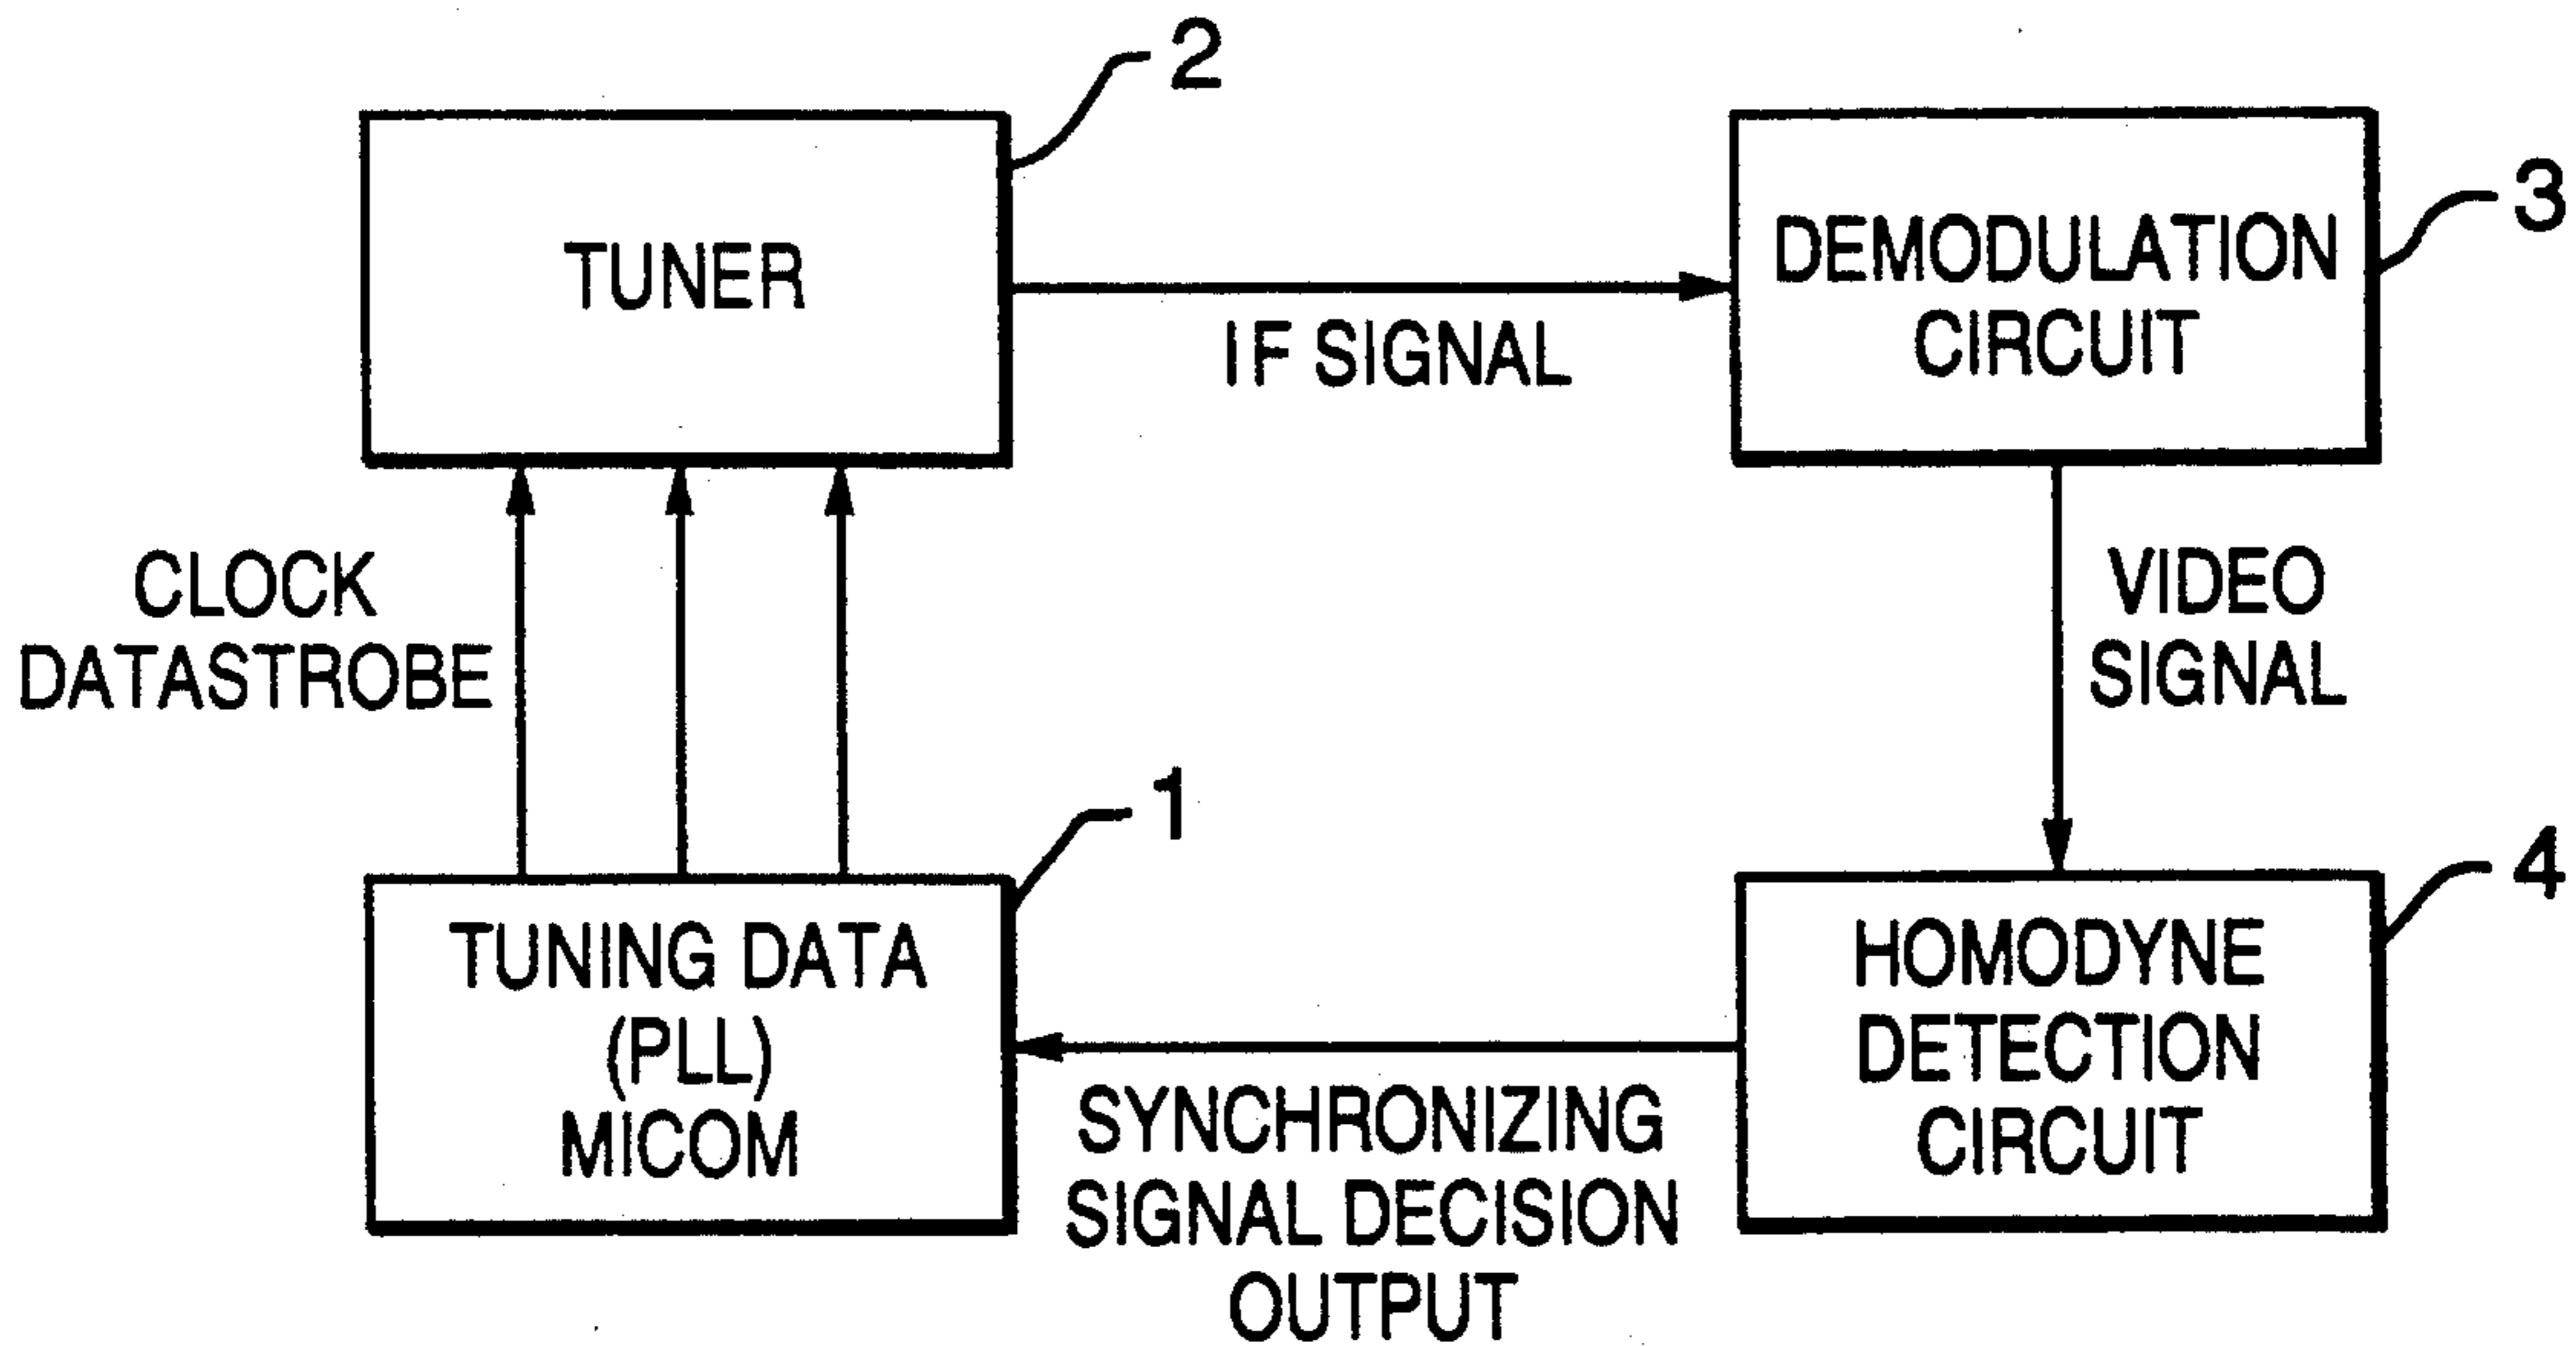 2
TUNER
IF SIGNAL
DEMODULATION
CIRCUIT
3
CLOCK
DATASTROBE
VIDEO
SIGNAL
1
TUNING DATA
(PLL)
MICOM
SYNCHRONIZING
SIGNAL DECISION
OUTPUT
4
HOMODYNE
DETECTION
CIRCUIT